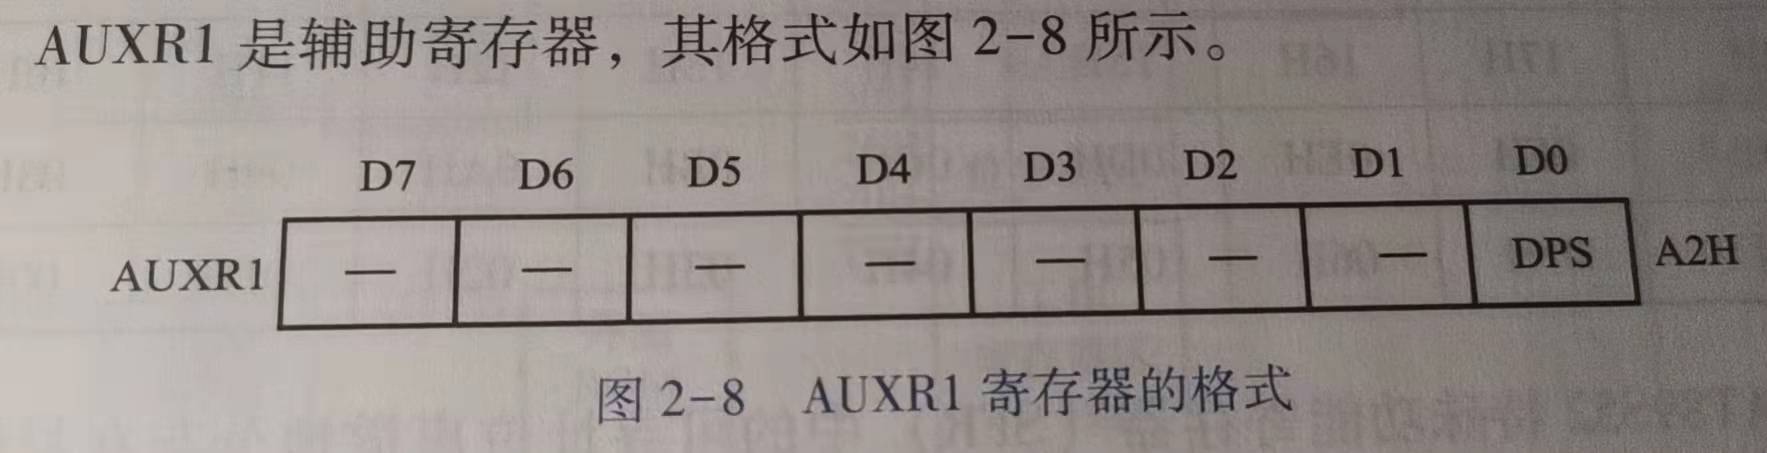 AUXR1 是辅助寄存器，其格式如图 2-8 所示。
D7 D6 D5 D4 D3 D2 D1 D0
AUXR1 — — — — — — — DPS A2H
图 2-8 AUXR1 寄存器的格式